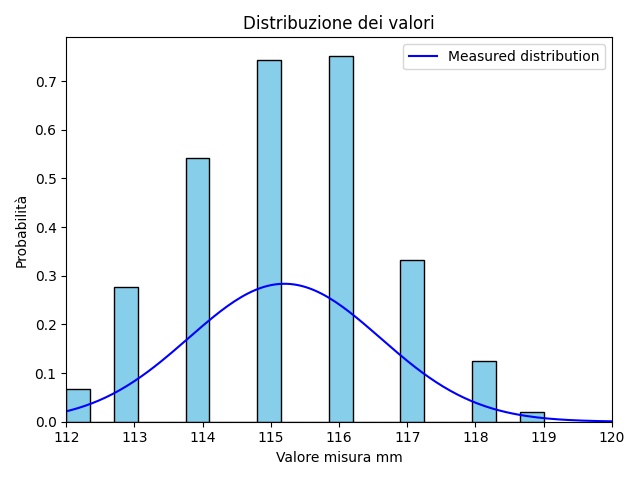 Distribuzione dei valori
Measured distribution
Probabilità
0.7
0.6
0.5
0.4
0.3
0.2
0.1
0.0
112 113 114 115 116 117 118 119 120
Valore misura mm